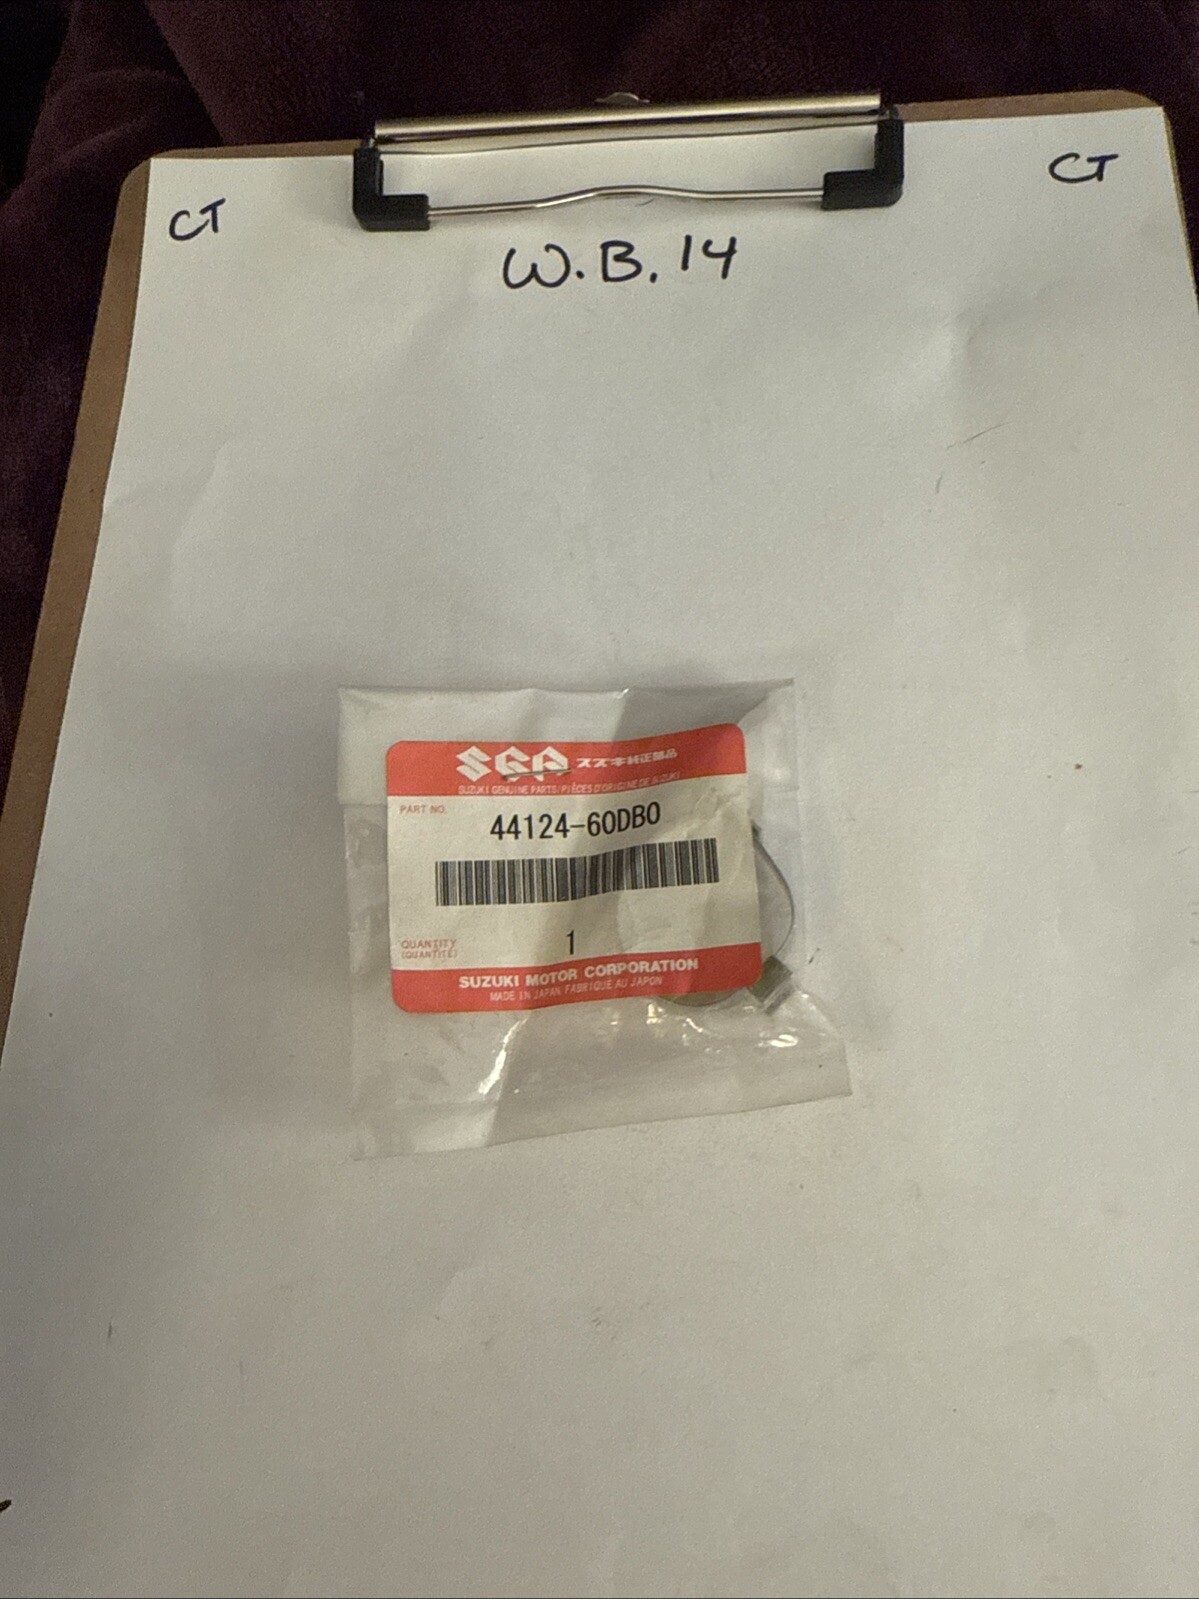 CT
CT
W.B. 14
SGP スズキ純正部品
SUZUKI GENUINE PARTS/PIÈCES D'ORIGINE DE SUZUKI
PART NO.
44124-60DB0
QUANTITY
(QUANTITÉ)
1
SUZUKI MOTOR CORPORATION
MADE IN JAPAN FABRIQUÉ AU JAPON